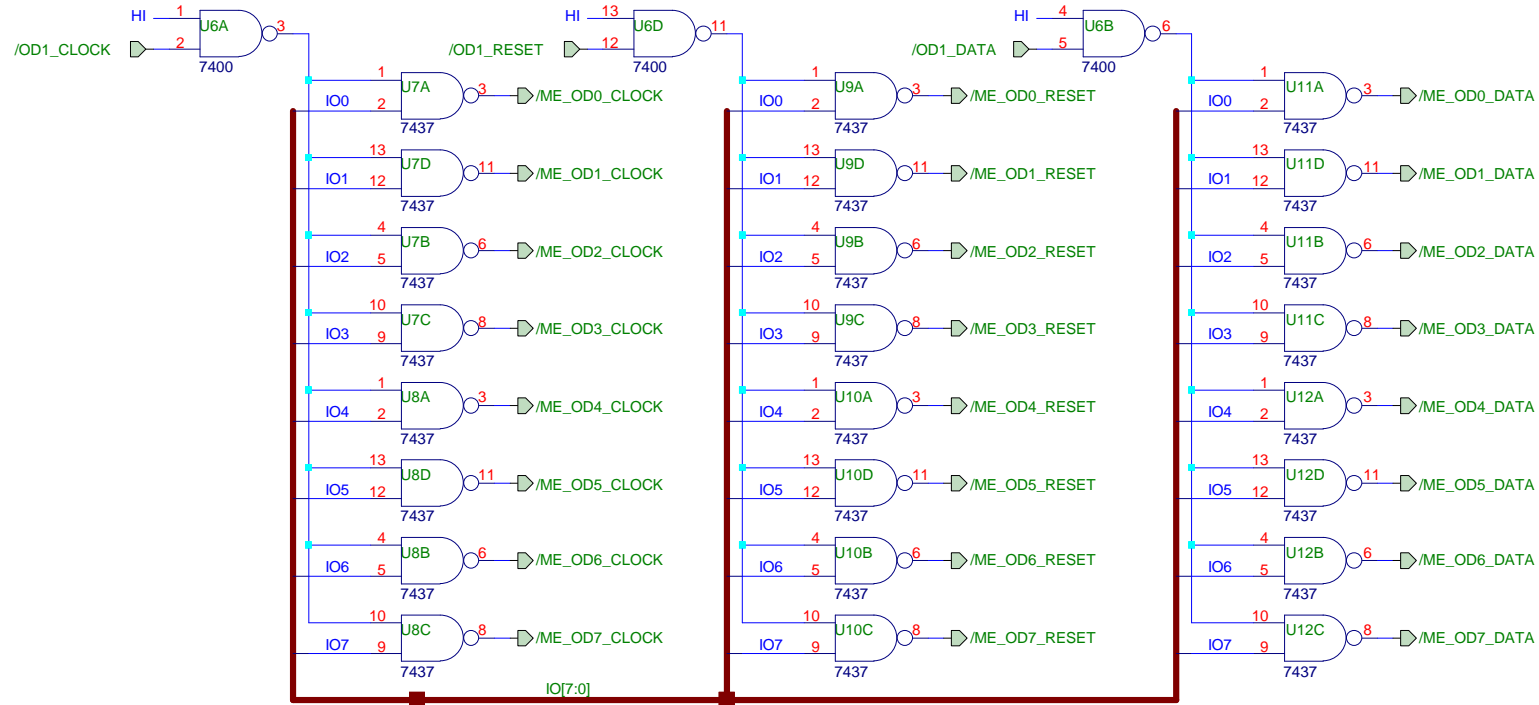 HI 1 U6A 3 HI 13 U6D 11 HI 4 U6B 6
/OD1_CLOCK 2 /OD1_RESET 12 /OD1_DATA 5
7400 7400 7400
1 U7A 3 /ME_OD0_CLOCK 1 U9A 3 /ME_OD0_RESET 1 U11A 3 /ME_OD0_DATA
IO0 2 IO0 2 IO0 2
7437 7437 7437
13 U7D 11 /ME_OD1_CLOCK 13 U9D 11 /ME_OD1_RESET 13 U11D 11 /ME_OD1_DATA
IO1 12 IO1 12 IO1 12
7437 7437 7437
4 U7B 6 /ME_OD2_CLOCK 4 U9B 6 /ME_OD2_RESET 4 U11B 6 /ME_OD2_DATA
IO2 5 IO2 5 IO2 5
7437 7437 7437
10 U7C 8 /ME_OD3_CLOCK 10 U9C 8 /ME_OD3_RESET 10 U11C 8 /ME_OD3_DATA
IO3 9 IO3 9 IO3 9
7437 7437 7437
1 U8A 3 /ME_OD4_CLOCK 1 U10A 3 /ME_OD4_RESET 1 U12A 3 /ME_OD4_DATA
IO4 2 IO4 2 IO4 2
7437 7437 7437
13 U8D 11 /ME_OD5_CLOCK 13 U10D 11 /ME_OD5_RESET 13 U12D 11 /ME_OD5_DATA
IO5 12 IO5 12 IO5 12
7437 7437 7437
4 U8B 6 /ME_OD6_CLOCK 4 U10B 6 /ME_OD6_RESET 4 U12B 6 /ME_OD6_DATA
IO6 5 IO6 5 IO6 5
7437 7437 7437
10 U8C 8 /ME_OD7_CLOCK 10 U10C 8 /ME_OD7_RESET 10 U12C 8 /ME_OD7_DATA
IO7 9 IO7 9 IO7 9
7437 7437 7437
IO[7:0]